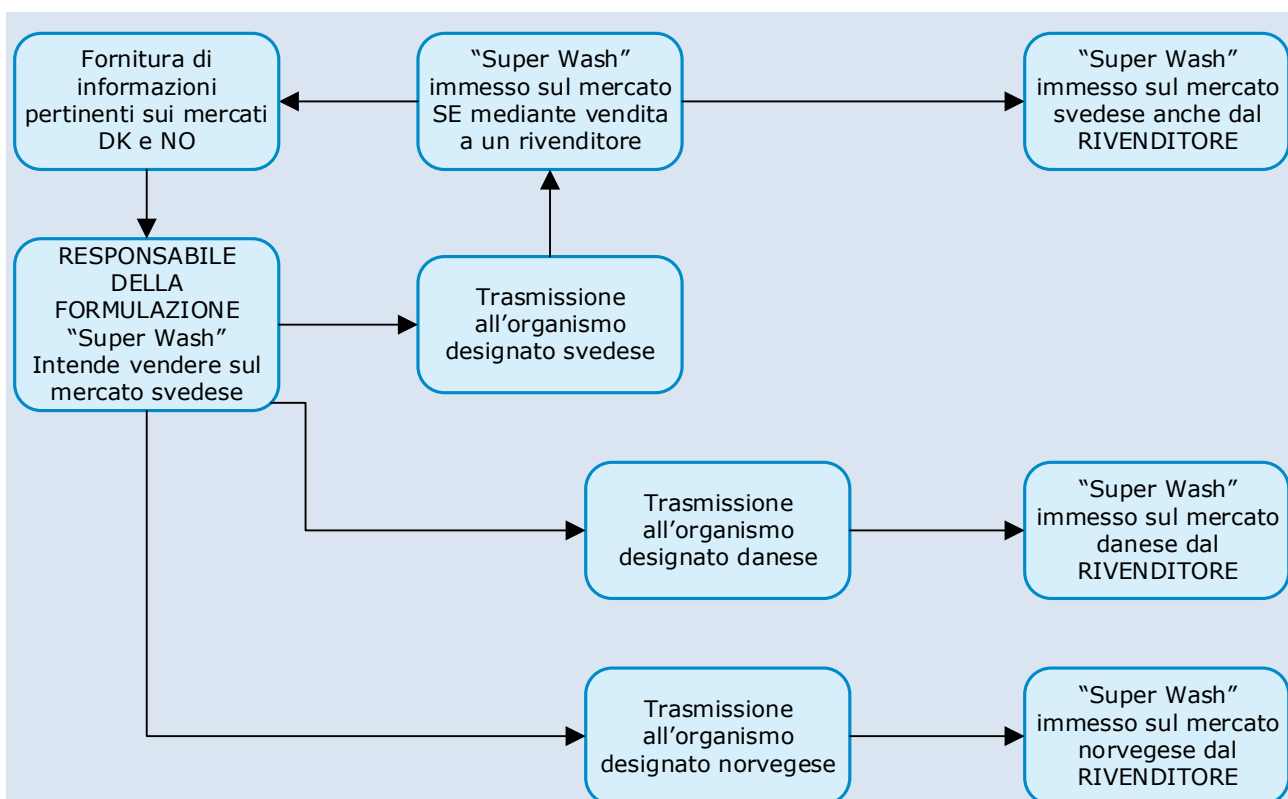 Fornitura di
informazioni
pertinenti sui mercati
DK e NO
“Super Wash”
immesso sul mercato
SE mediante vendita
a un rivenditore
“Super Wash”
immesso sul mercato
svedese anche dal
RIVENDITORE
RESPONSABILE
DELLA
FORMULAZIONE
“Super Wash”
Intende vendere sul
mercato svedese
Trasmissione
all’organismo
designato svedese
Trasmissione
all’organismo
designato danese
“Super Wash”
immesso sul mercato
danese dal
RIVENDITORE
Trasmissione
all’organismo
designato norvegese
“Super Wash”
immesso sul mercato
norvegese dal
RIVENDITORE